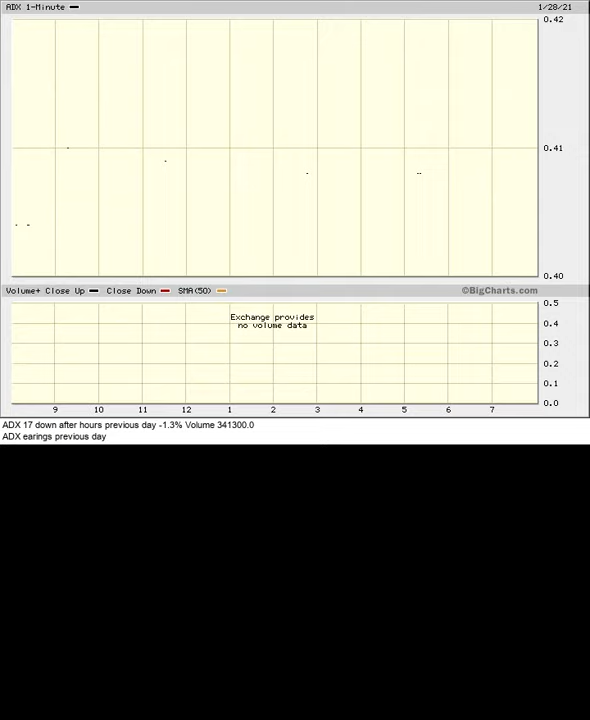 ADX 1-Minute 1/28/21
0.42
0.41
0.40
Volume+ Close Up Close Down SMA(50) ©BigCharts.com
0.5
Exchange provides
no volume data
0.4
0.3
0.2
0.1
0.0
9 10 11 12 1 2 3 4 5 6 7
ADX 17 down after hours previous day -1.3% Volume 341300.0
ADX earings previous day